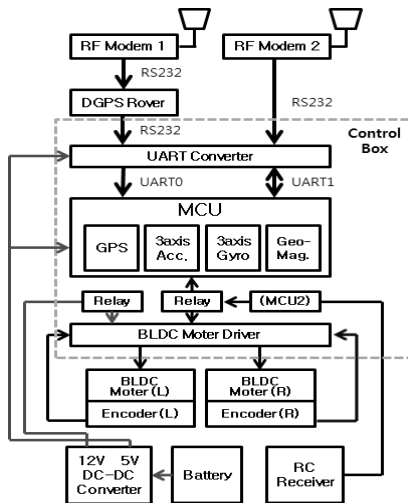 RF Modem 1
RF Modem 2
RS232
DGPS Rover
RS232
RS232
Control
Box
UART Converter
UART0
UART1
MCU
GPS
3axis
Acc.
3axis
Gyro
Geo-
Mag.
Relay
Relay
(MCU2)
BLDC Moter Driver
BLDC
Moter(L)
BLDC
Moter(R)
Encoder(L)
Encoder(R)
12V 5V
DC-DC
Converter
Battery
RC
Receiver